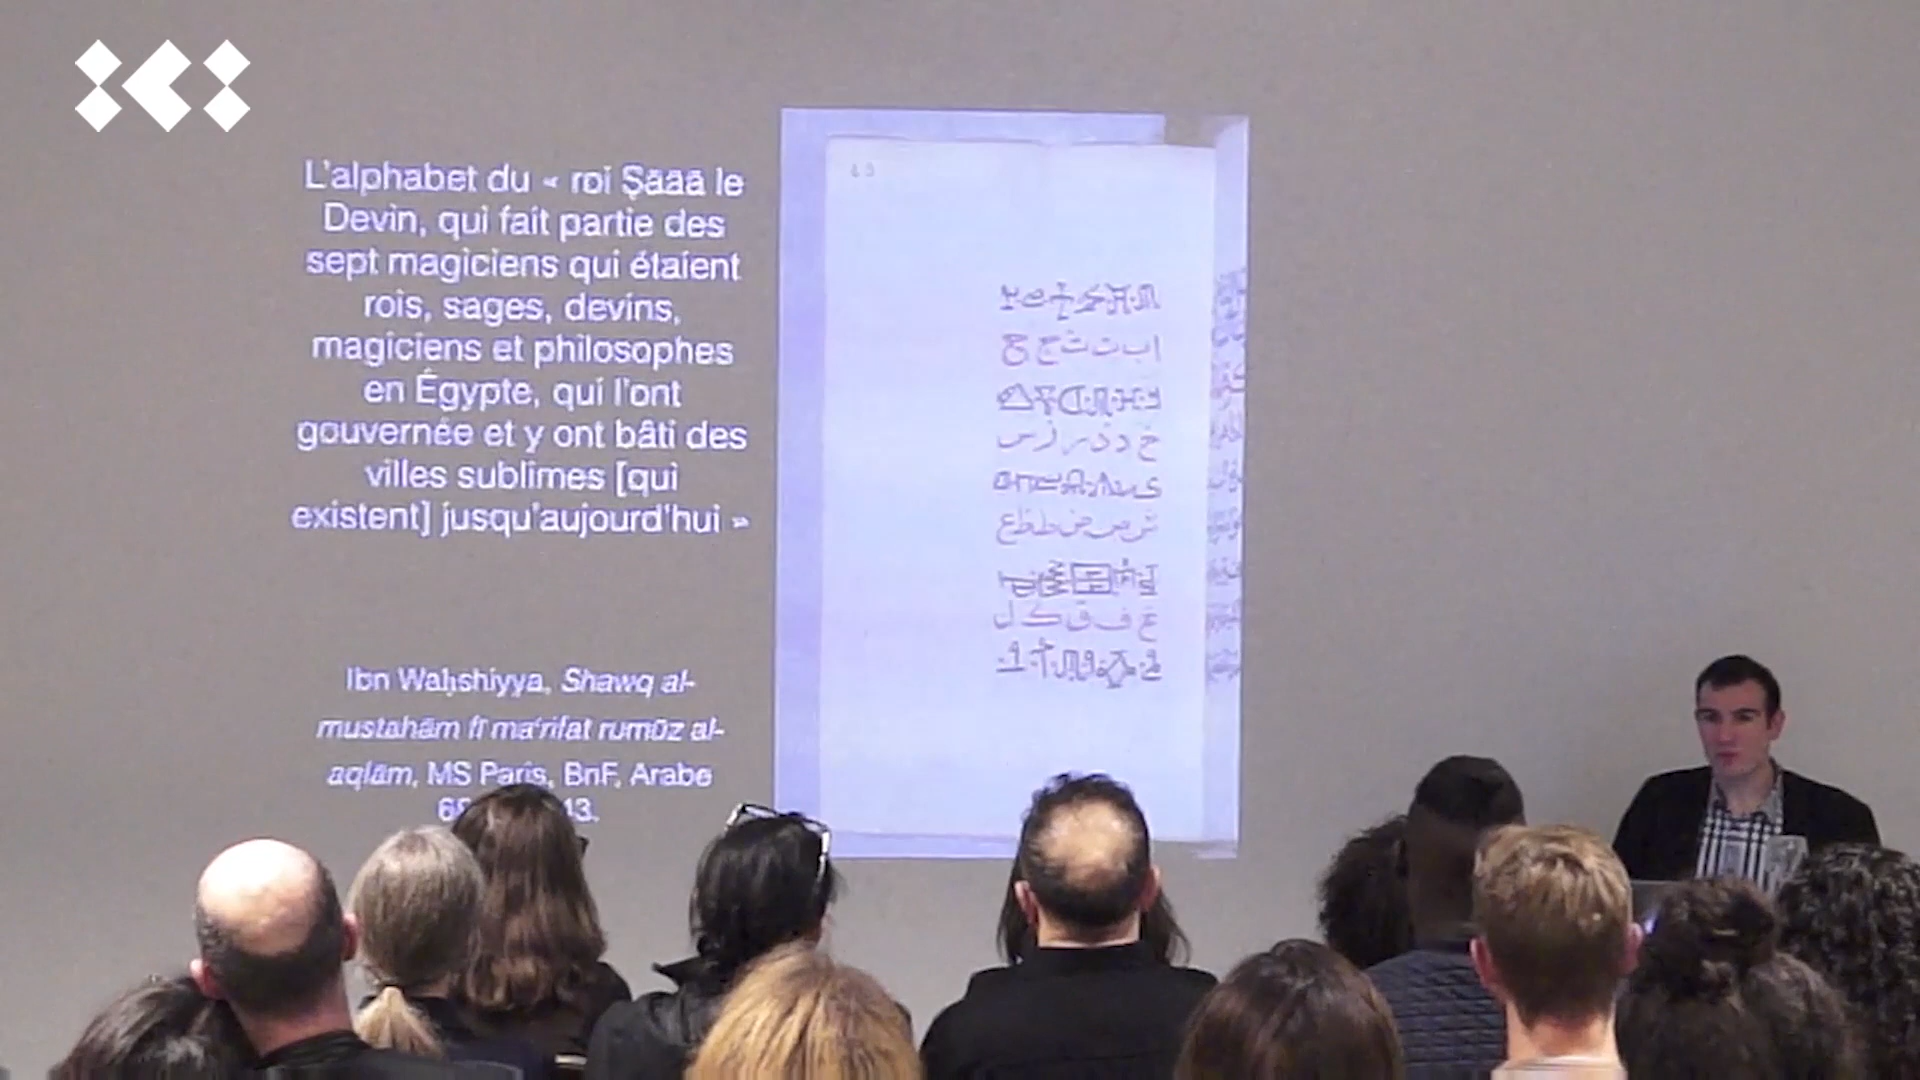 L'alphabet du « roi Ṣāāā le
Devin, qui fait partie des
sept magiciens qui étaient
rois, sages, devins,
magiciens et philosophes
en Égypte, qui l'ont
gouvernée et y ont bâti des
villes sublimes [qui
existent] jusqu'aujourd'hui »
Ibn Waḥshiyya, Shawq al-
mustahām fī ma‘rifat rumūz al-
aqlām, MS Paris, BnF, Arabe
13.
ا ب ت ث ج ح
خ د ذ ر ز س
ش ص ض ط ظ ع
غ ف ق ك ل